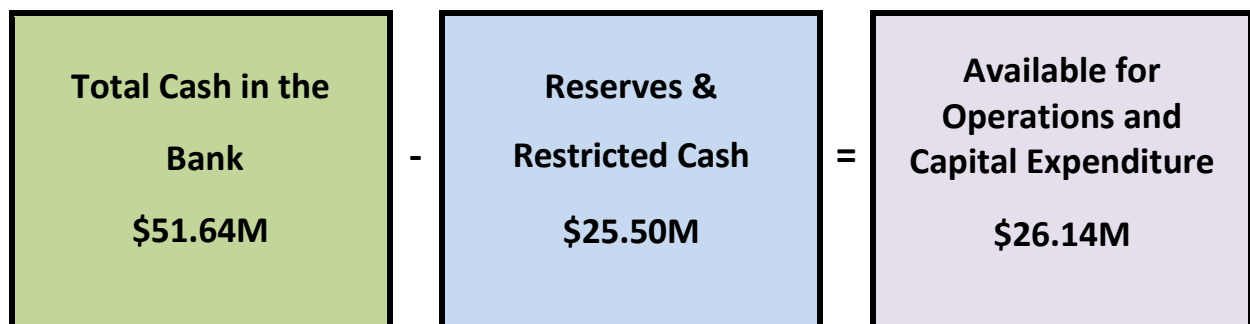 Total Cash in the
Bank
$51.64M
-
Reserves &
Restricted Cash
$25.50M
=
Available for
Operations and
Capital Expenditure
$26.14M